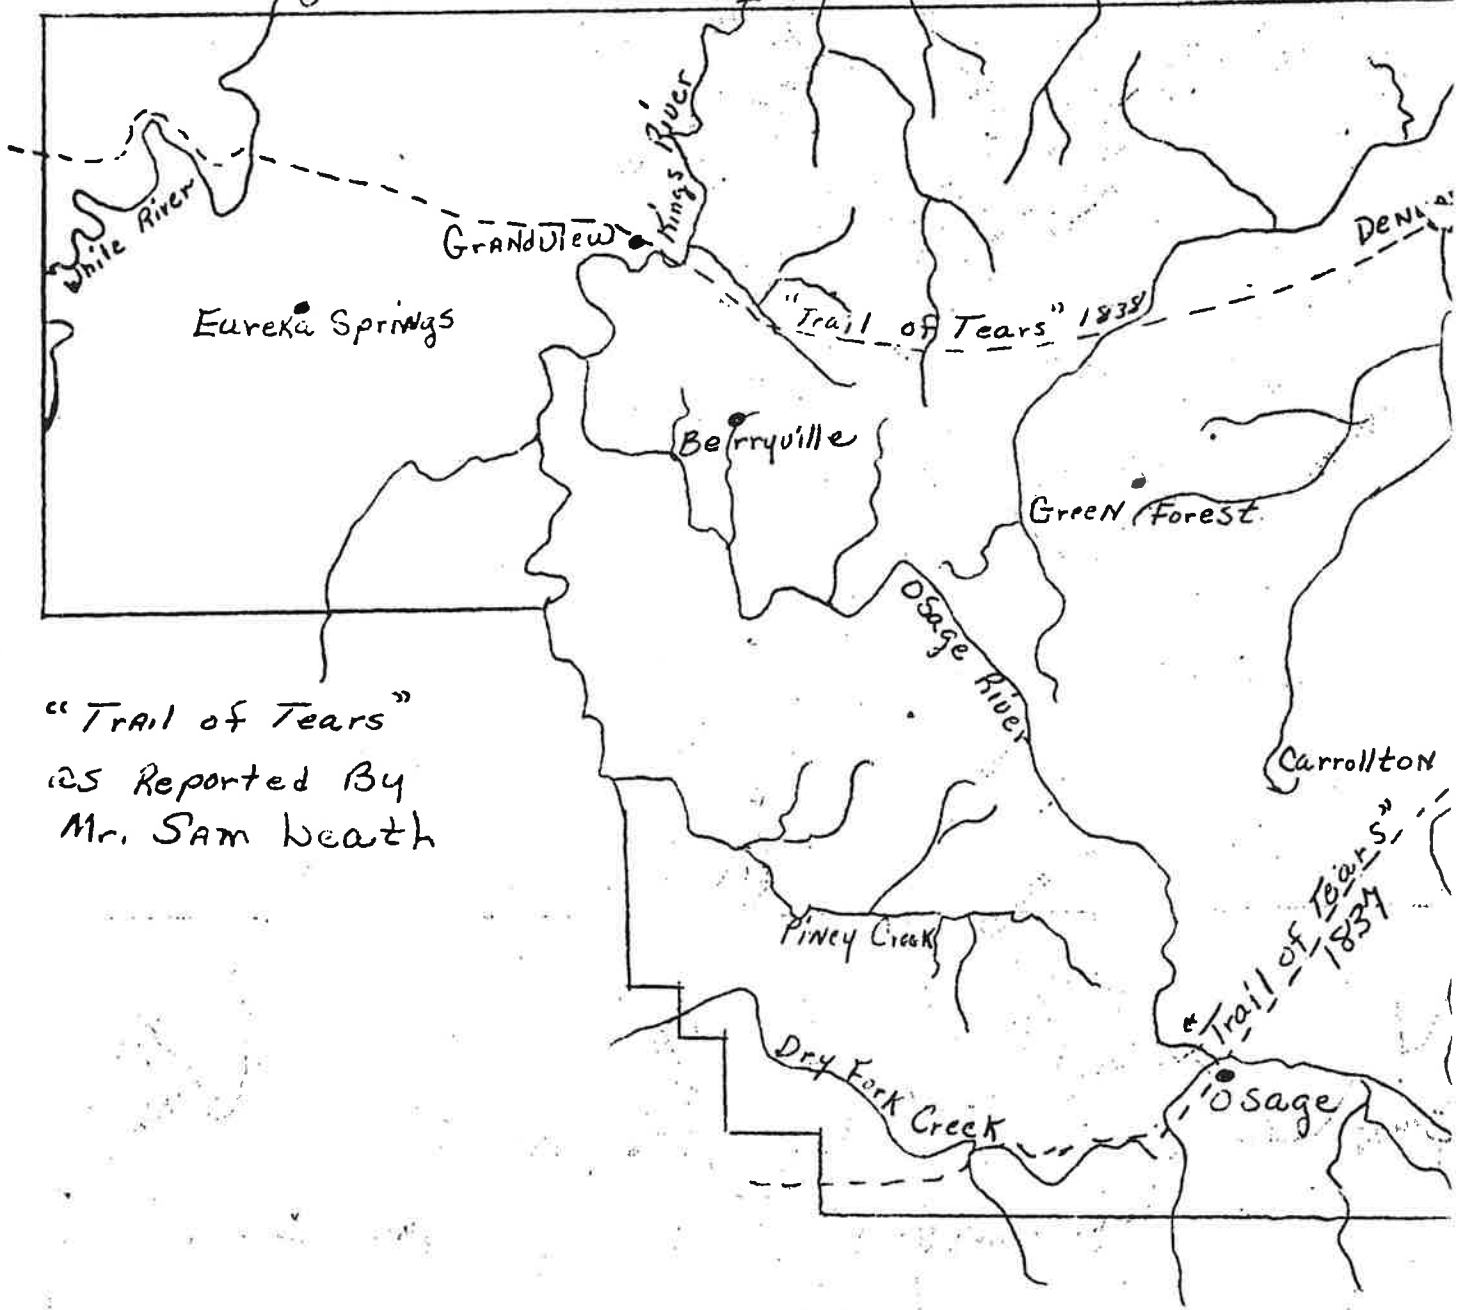 Kings River
White River
GrandView
Eureka Springs
"Trail of Tears" 1838
Berryville
Green Forest
Osage River
"Trail of Tears"
as Reported By
Mr. Sam Leath
Carrollton
"Trail of Tears"
1837
Piney Creek
Dry Fork Creek
Osage